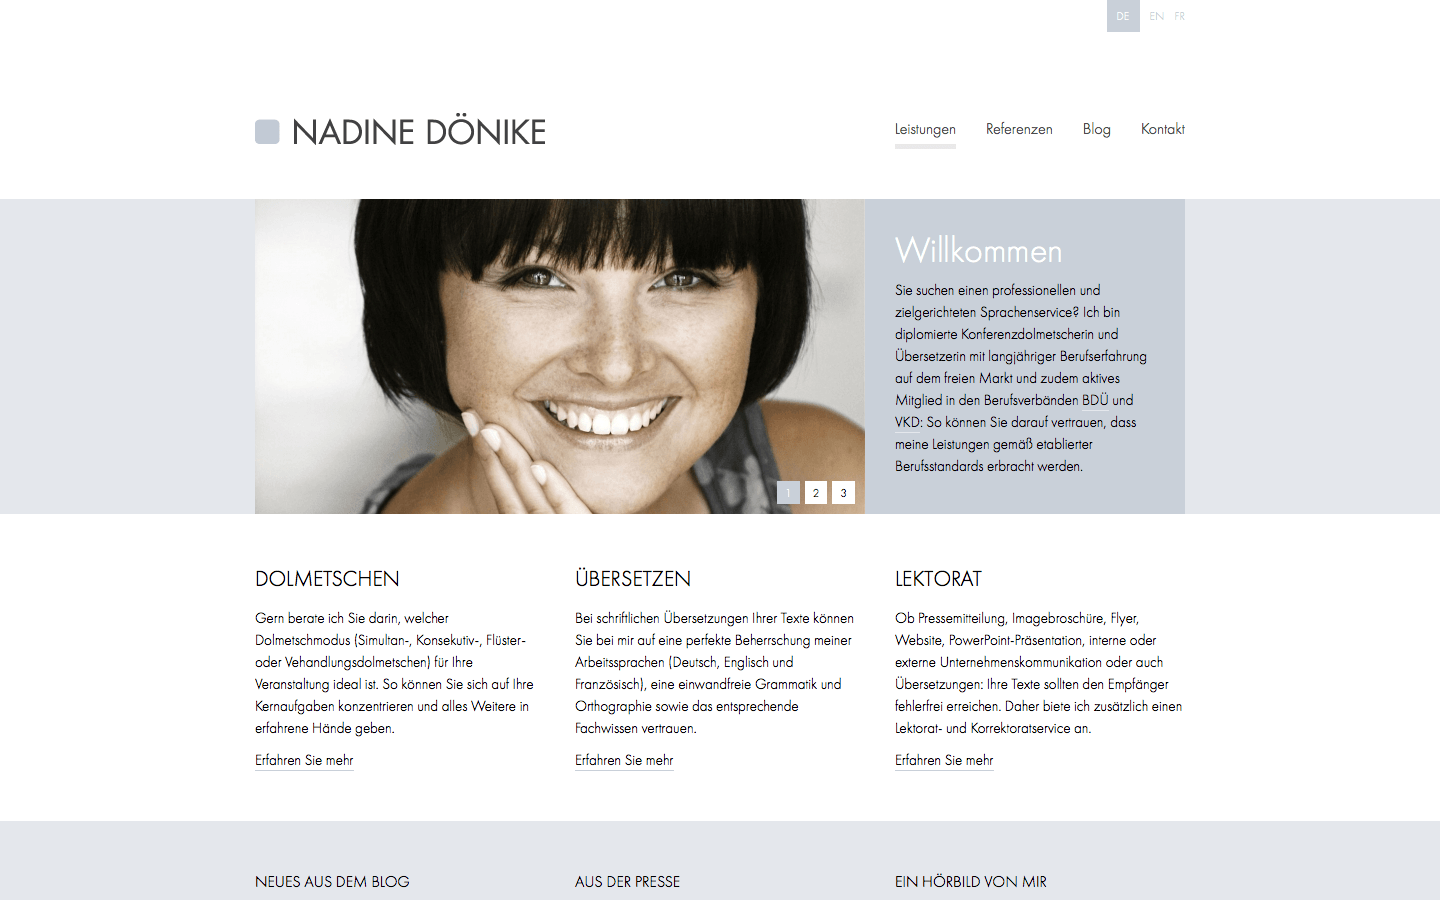 DE EN FR
NADINE DÖNIKE
Leistungen Referenzen Blog Kontakt
Willkommen
Sie suchen einen professionellen und
zielgerichteten Sprachenservice? Ich bin
diplomierte Konferenzdolmetscherin und
Übersetzerin mit langjähriger Berufserfahrung
auf dem freien Markt und zudem aktives
Mitglied in den Berufsverbänden BDÜ und
VKD: So können Sie darauf vertrauen, dass
meine Leistungen gemäß etablierter
Berufsstandards erbracht werden.
1 2 3
DOLMETSCHEN
Gern berate ich Sie darin, welcher
Dolmetschmodus (Simultan-, Konsekutiv-, Flüster-
oder Vehandlungsdolmetschen) für Ihre
Veranstaltung ideal ist. So können Sie sich auf Ihre
Kernaufgaben konzentrieren und alles Weitere in
erfahrene Hände geben.
Erfahren Sie mehr
ÜBERSETZEN
Bei schriftlichen Übersetzungen Ihrer Texte können
Sie bei mir auf eine perfekte Beherrschung meiner
Arbeitssprachen (Deutsch, Englisch und
Französisch), eine einwandfreie Grammatik und
Orthographie sowie das entsprechende
Fachwissen vertrauen.
Erfahren Sie mehr
LEKTORAT
Ob Pressemitteilung, Imagebroschüre, Flyer,
Website, PowerPoint-Präsentation, interne oder
externe Unternehmenskommunikation oder auch
Übersetzungen: Ihre Texte sollten den Empfänger
fehlerfrei erreichen. Daher biete ich zusätzlich einen
Lektorat- und Korrektoratservice an.
Erfahren Sie mehr
NEUES AUS DEM BLOG
AUS DER PRESSE
EIN HÖRBILD VON MIR